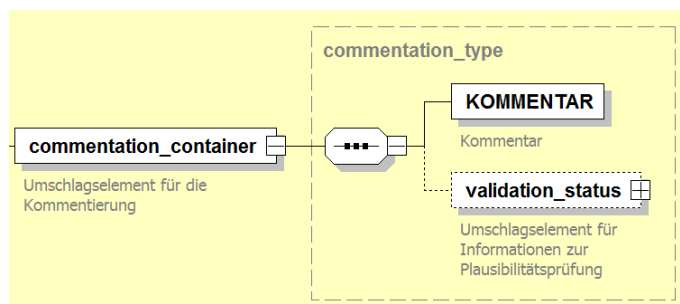 commentation_type
KOMMENTAR
Kommentar
commentation_container
Umschlagselement für die
Kommentierung
validation_status
Umschlagselement für
Informationen zur
Plausibilitätsprüfung